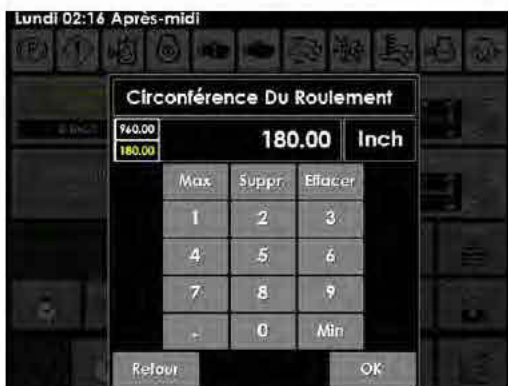 Lundi 02:16 Après-midi
(P) (!)
Circonférence Du Roulement
960.00
180.00
180.00 Inch
Max Suppr. Effacer
1 2 3
4 5 6
7 8 9
. 0 Min
Retour OK